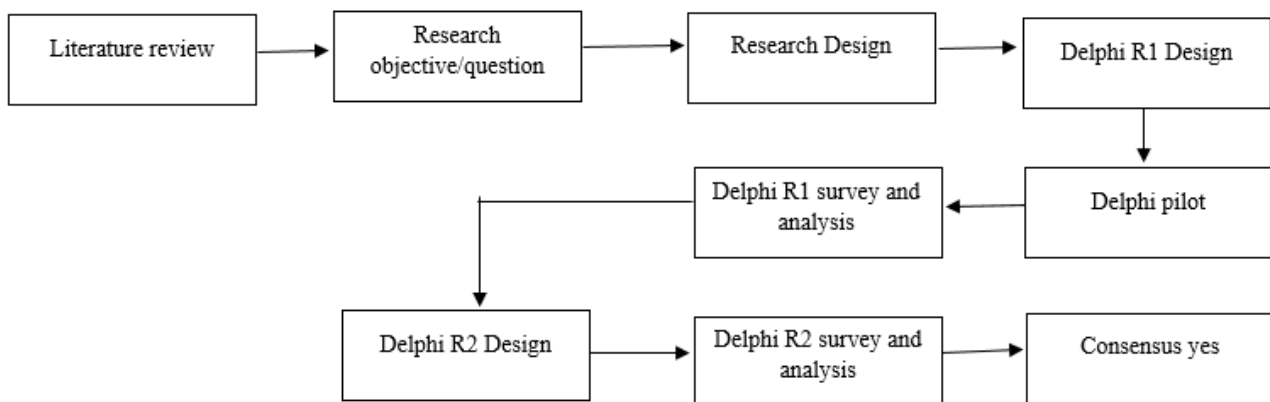 Literature review
Research
objective/question
Research Design
Delphi R1 Design
Delphi R1 survey and
analysis
Delphi pilot
Delphi R2 Design
Delphi R2 survey and
analysis
Consensus yes